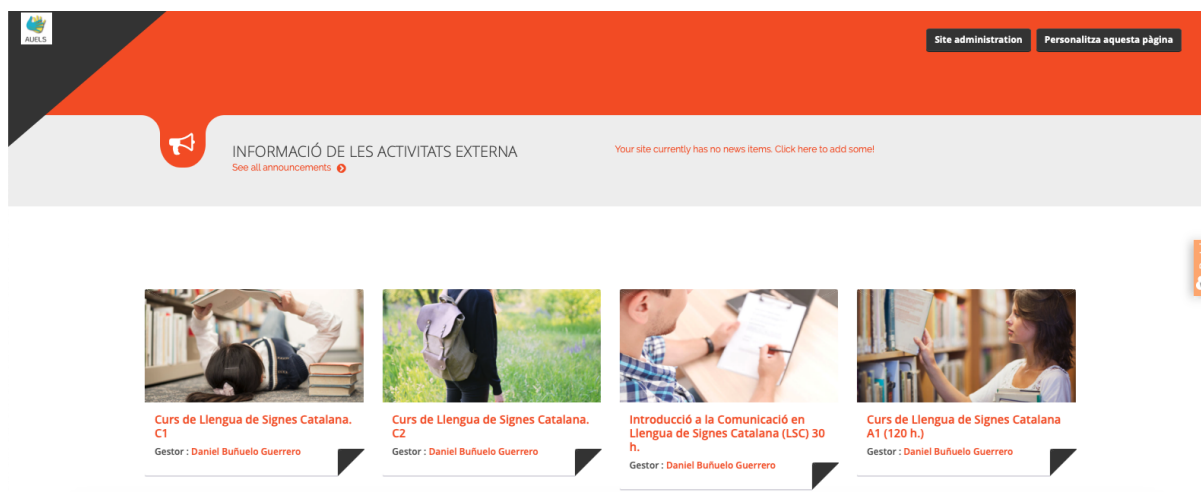 AUELS
Site administration
Personalitza aquesta pàgina
INFORMACIÓ DE LES ACTIVITATS EXTERNA
See all announcements
Your site currently has no news items. Click here to add some!
Curs de Llengua de Signes Catalana.
C1
Gestor : Daniel Buñuelo Guerrero
Curs de Llengua de Signes Catalana.
C2
Gestor : Daniel Buñuelo Guerrero
Introducció a la Comunicació en
Llengua de Signes Catalana (LSC) 30
h.
Gestor : Daniel Buñuelo Guerrero
Curs de Llengua de Signes Catalana
A1 (120 h.)
Gestor : Daniel Buñuelo Guerrero